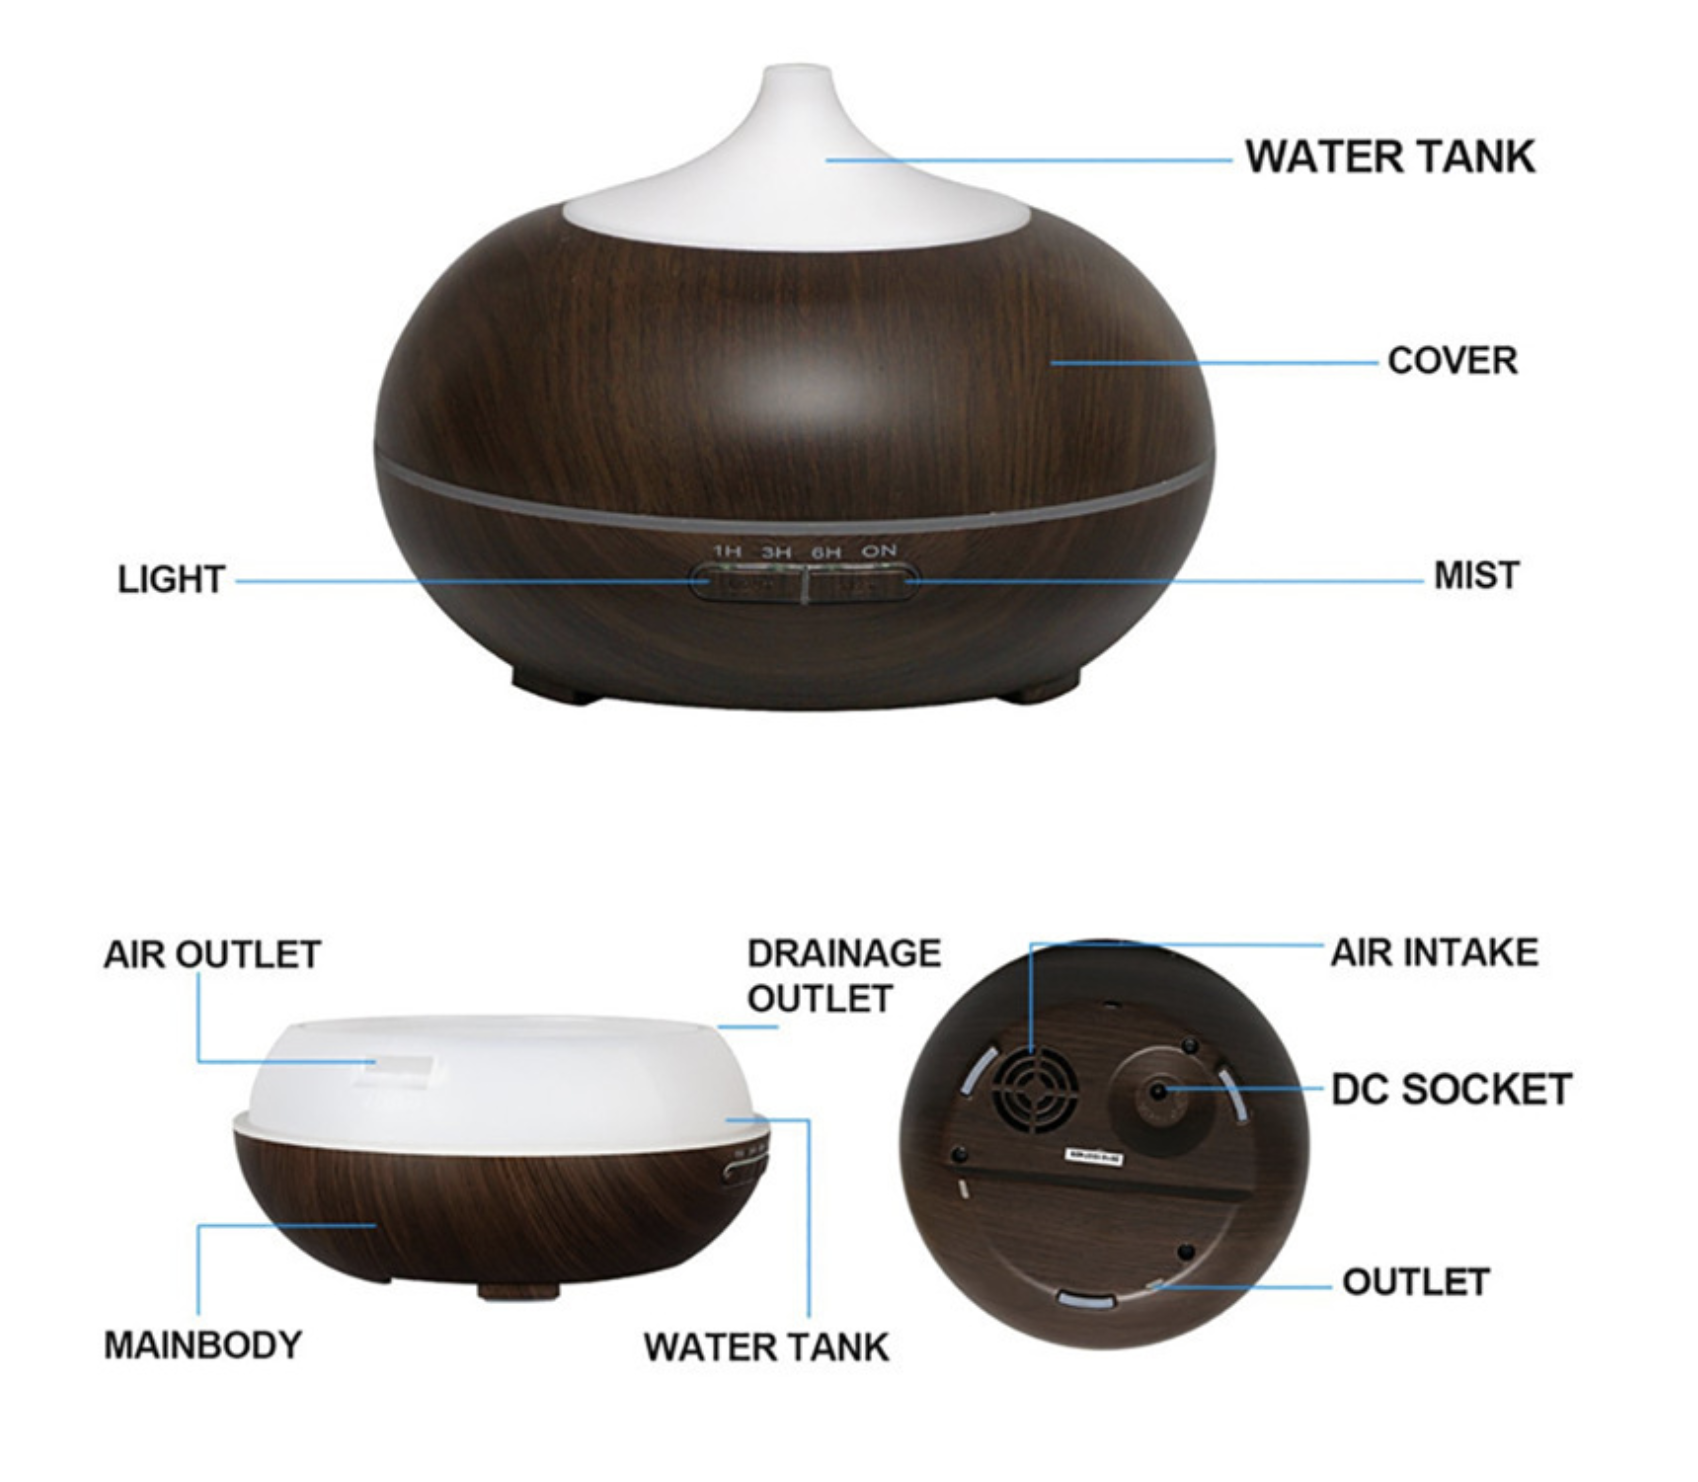 WATER TANK
COVER
1H 3H 6H ON
LIGHT
MIST
AIR OUTLET
DRAINAGE
OUTLET
AIR INTAKE
DC SOCKET
OUTLET
MAINBODY
WATER TANK